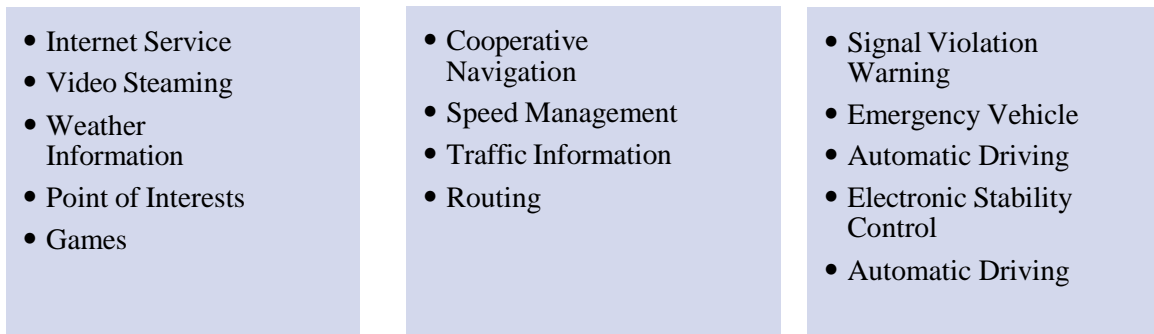 • Internet Service
• Video Steaming
• Weather
Information
• Point of Interests
• Games
• Cooperative
Navigation
• Speed Management
• Traffic Information
• Routing
• Signal Violation
Warning
• Emergency Vehicle
• Automatic Driving
• Electronic Stability
Control
• Automatic Driving